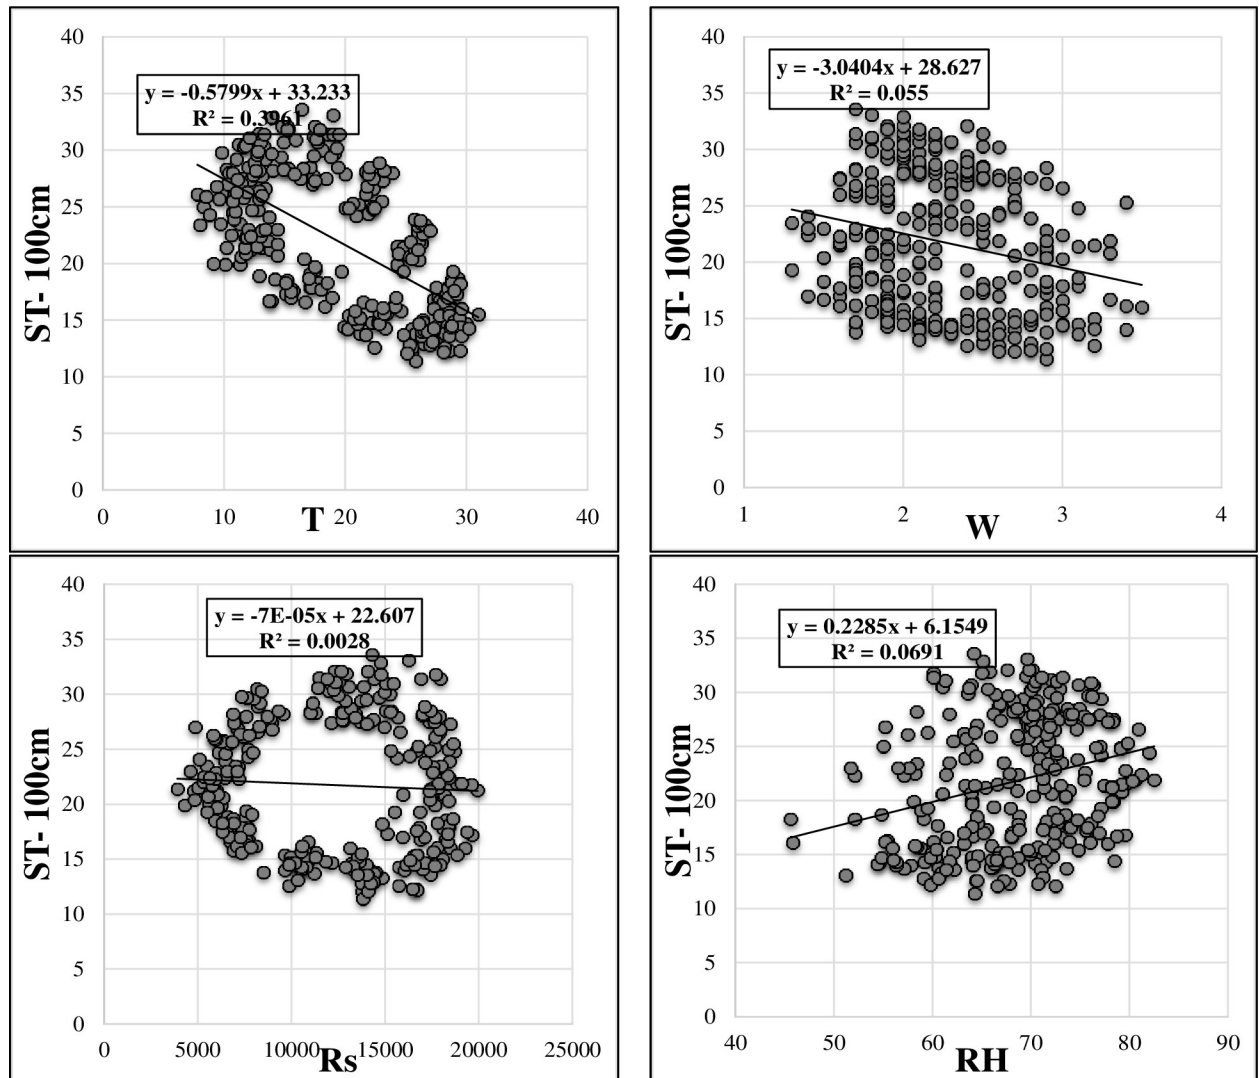 40
35
30
25
20
15
10
5
0
y = -0.5799x + 33.233
R² = 0.3961
ST- 100cm
0 10 20 30 40
T
40
35
30
25
20
15
10
5
0
y = -3.0404x + 28.627
R² = 0.055
ST- 100cm
1 2 3 4
W
40
35
30
25
20
15
10
5
0
y = -7E-05x + 22.607
R² = 0.0028
ST- 100cm
0 5000 10000 15000 20000 25000
Rs
40
35
30
25
20
15
10
5
0
y = 0.2285x + 6.1549
R² = 0.0691
ST- 100cm
40 50 60 70 80 90
RH